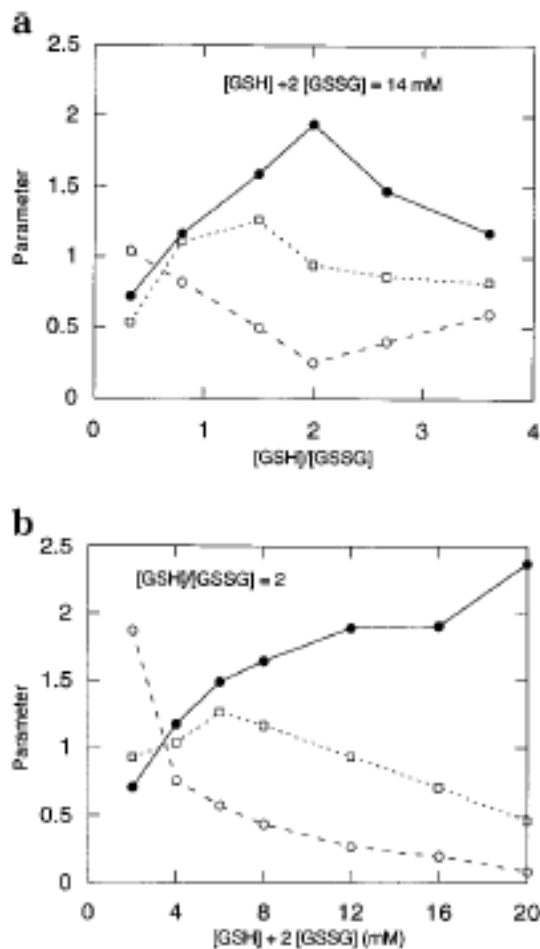 a
[GSH] +2 [GSSG] = 14 mM
2.5
2
1.5
1
0.5
0
Parameter
0 1 2 3 4
[GSH]/[GSSG]
b
[GSH]/[GSSG] = 2
2.5
2
1.5
1
0.5
0
Parameter
0 4 8 12 16 20
[GSH] + 2 [GSSG] (mM)